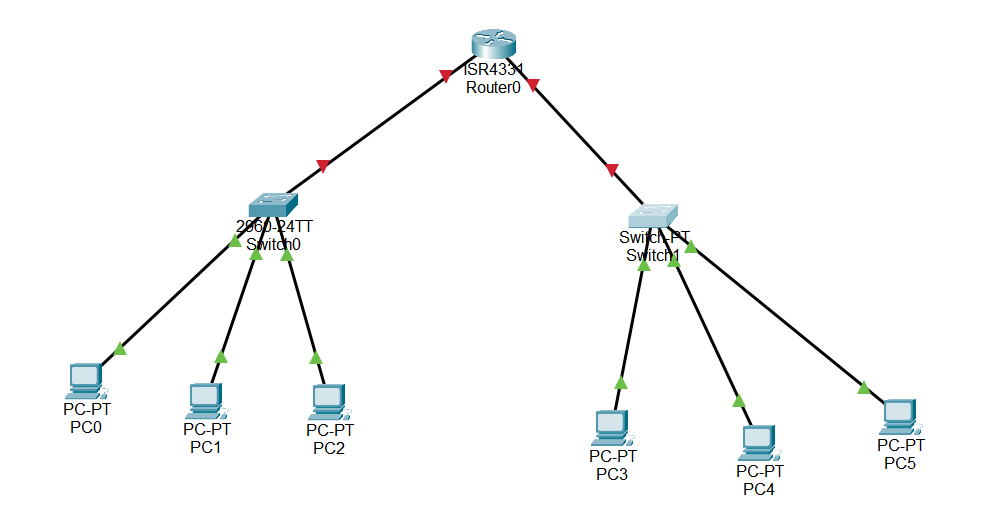 ISR4331
Router0
2960-24TT
Switch0
Switch-PT
Switch1
PC-PT
PC0
PC-PT
PC1
PC-PT
PC2
PC-PT
PC3
PC-PT
PC4
PC-PT
PC5